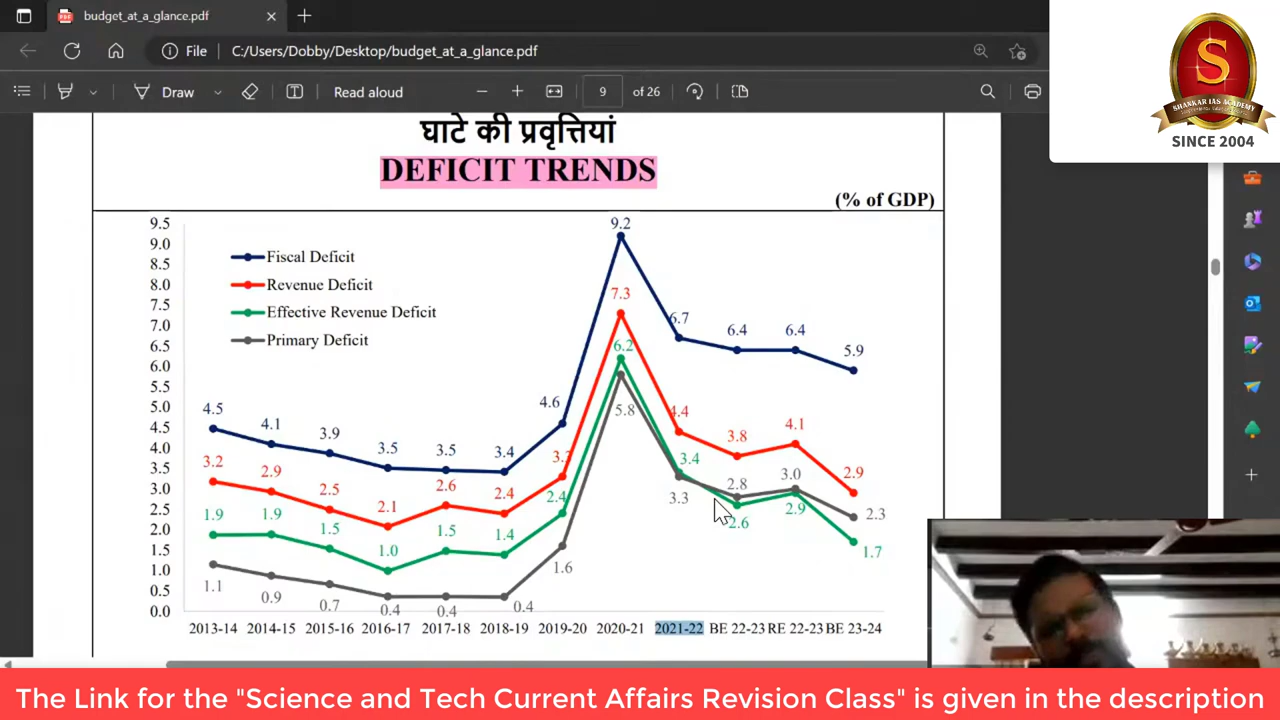 budget_at_a_glance.pdf
File
C:/Users/Dobby/Desktop/budget_at_a_glance.pdf
Draw
Read aloud
9
of 26
S
SHANKAR IAS ACADEMY
SINCE 2004
घाटे की प्रवृत्तियां
DEFICIT TRENDS
(% of GDP)
9.5
9.0
8.5
8.0
7.5
7.0
6.5
6.0
5.5
5.0
4.5
4.0
3.5
3.0
2.5
2.0
1.5
1.0
0.5
0.0
Fiscal Deficit
Revenue Deficit
Effective Revenue Deficit
Primary Deficit
4.5 4.1 3.9 3.5 3.5 3.4 4.6 9.2 6.7 6.4 6.4 5.9
3.2 2.9 2.5 2.1 2.6 2.4 7.3 4.4 3.8 4.1 2.9
1.9 1.9 1.5 1.0 1.5 1.4 2.4 6.2 3.4 2.6 2.9 1.7
1.1 0.9 0.7 0.4 0.4 0.4 1.6 5.8 3.3 2.8 3.0 2.3
2013-14 2014-15 2015-16 2016-17 2017-18 2018-19 2019-20 2020-21 2021-22 BE 22-23 RE 22-23 BE 23-24
The Link for the "Science and Tech Current Affairs Revision Class" is given in the description